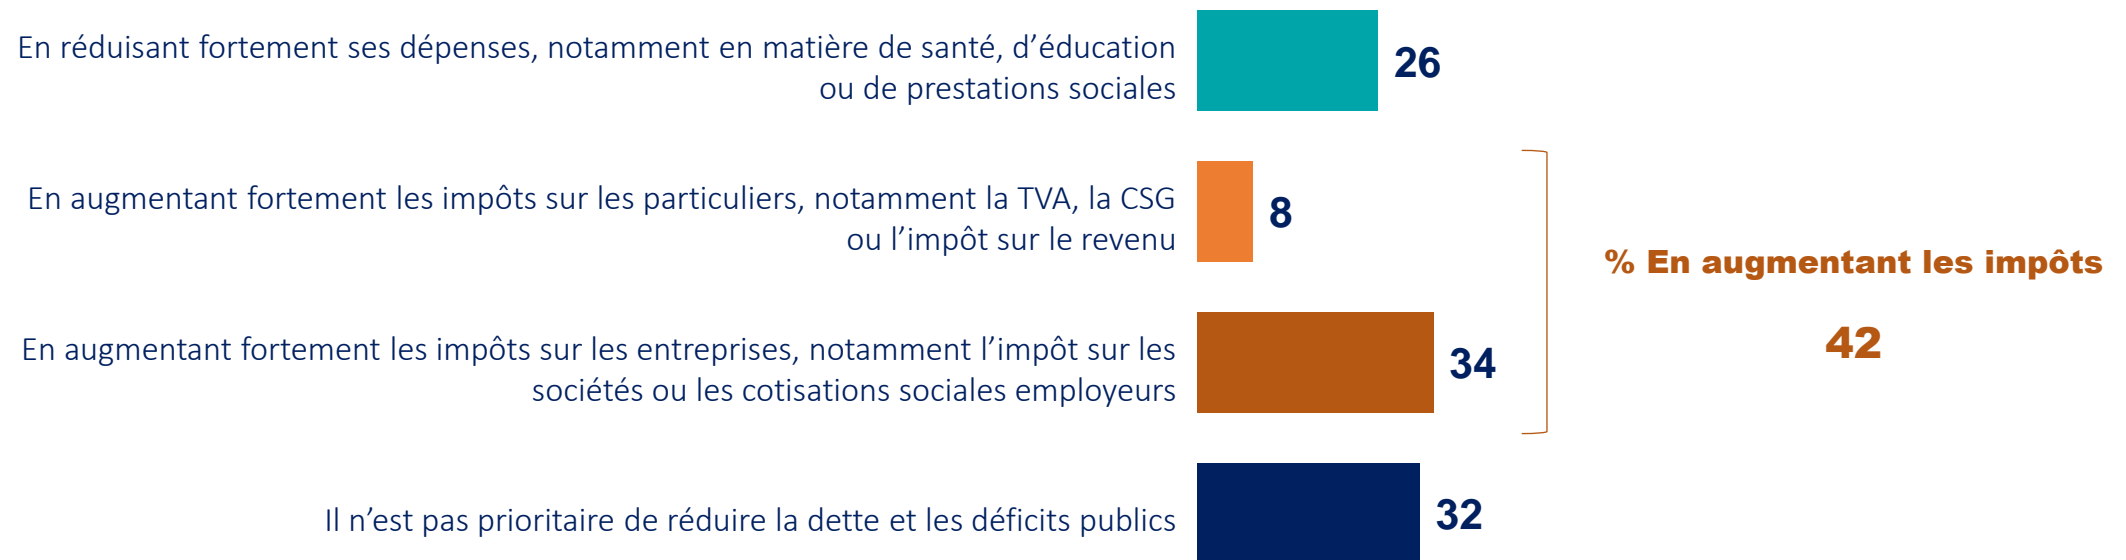 En réduisant fortement ses dépenses, notamment en matière de santé, d’éducation
ou de prestations sociales
26
En augmentant fortement les impôts sur les particuliers, notamment la TVA, la CSG
ou l’impôt sur le revenu
8
En augmentant fortement les impôts sur les entreprises, notamment l’impôt sur les
sociétés ou les cotisations sociales employeurs
34
% En augmentant les impôts
42
Il n’est pas prioritaire de réduire la dette et les déficits publics
32